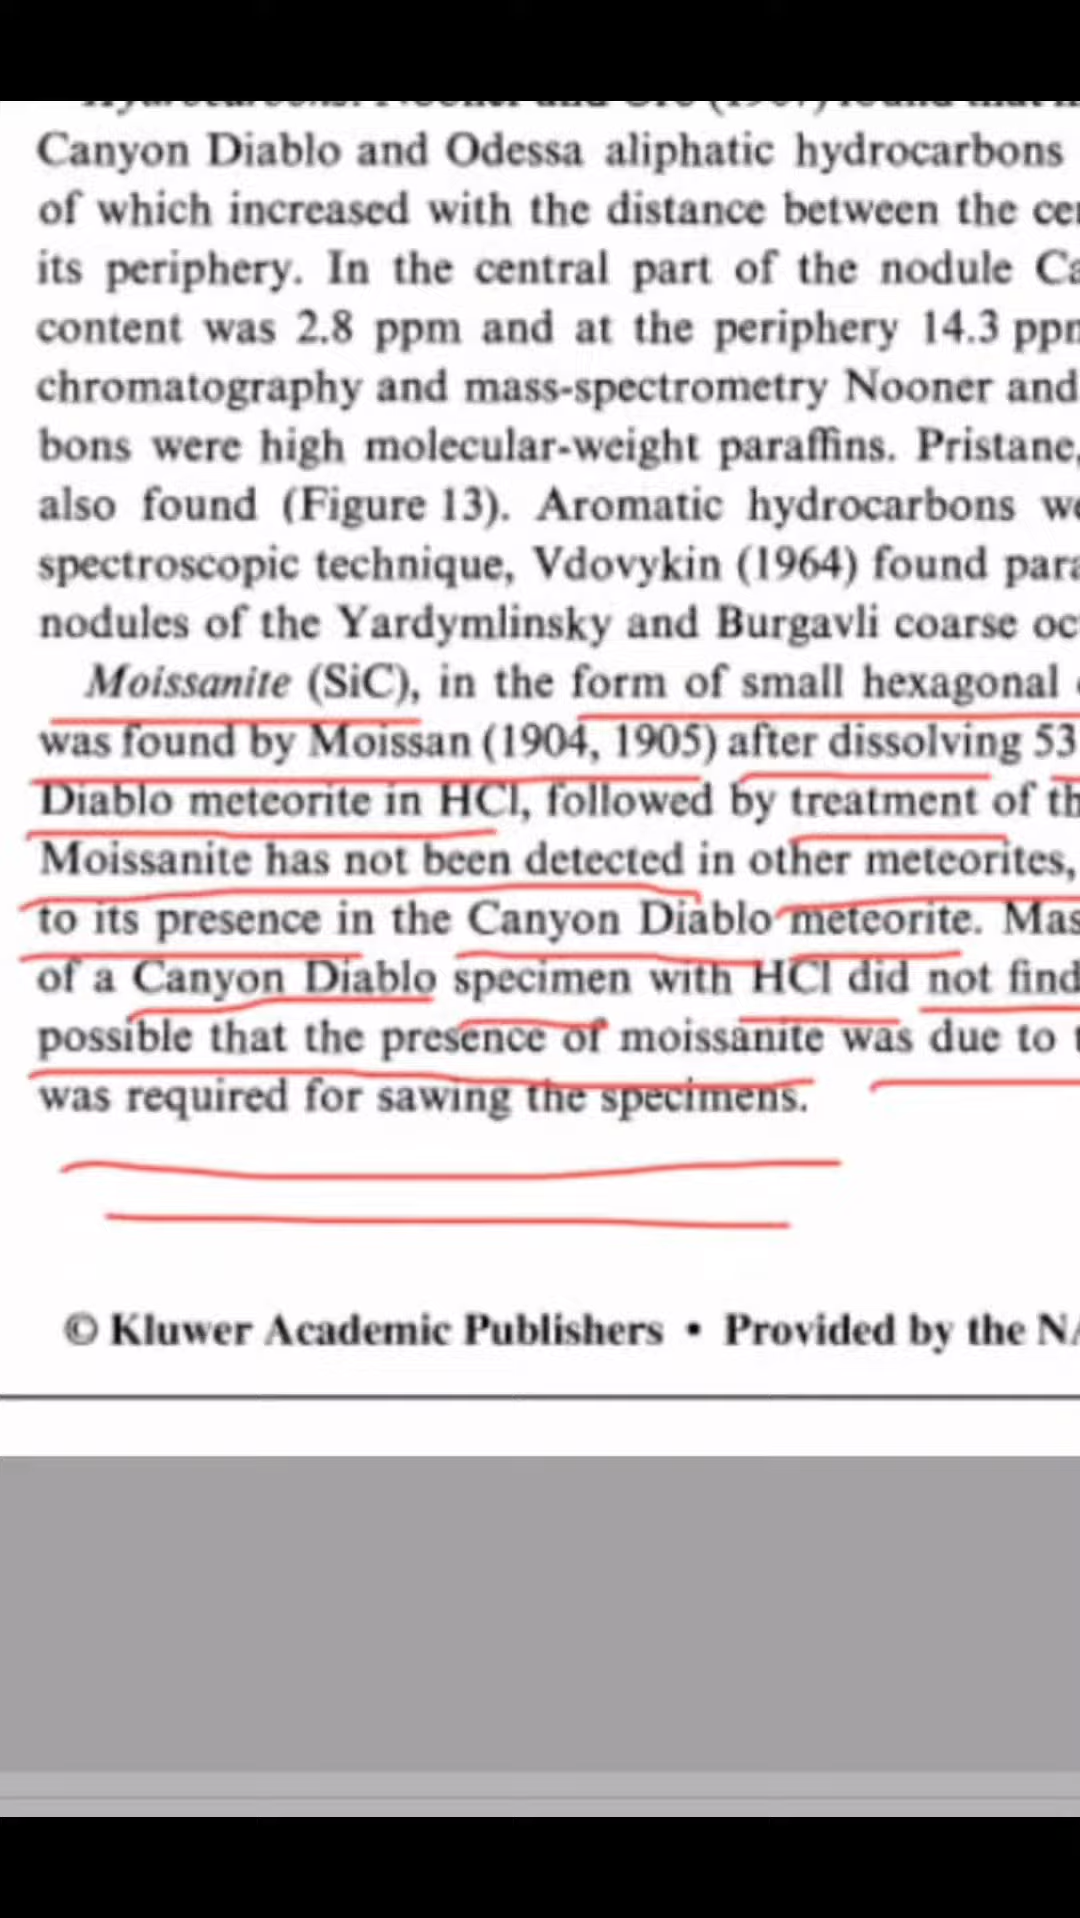 Canyon Diablo and Odessa aliphatic hydrocarbons
of which increased with the distance between the
its periphery. In the central part of the nodule
content was 2.8 ppm and at the periphery 14.3
chromatography and mass-spectrometry Nooner and
bons were high molecular-weight paraffins. Pristane,
also found (Figure 13). Aromatic hydrocarbons
spectroscopic technique, Vdovykin (1964) found
nodules of the Yardymlinsky and Burgavli coarse
Moissanite (SiC), in the form of small hexagonal
was found by Moissan (1904, 1905) after dissolving 53
Diablo meteorite in HCl, followed by treatment of
Moissanite has not been detected in other meteorites,
to its presence in the Canyon Diablo meteorite.
of a Canyon Diablo specimen with HCl did not find
possible that the presence of moissanite was due to
was required for sawing the specimens.
© Kluwer Academic Publishers • Provided by the